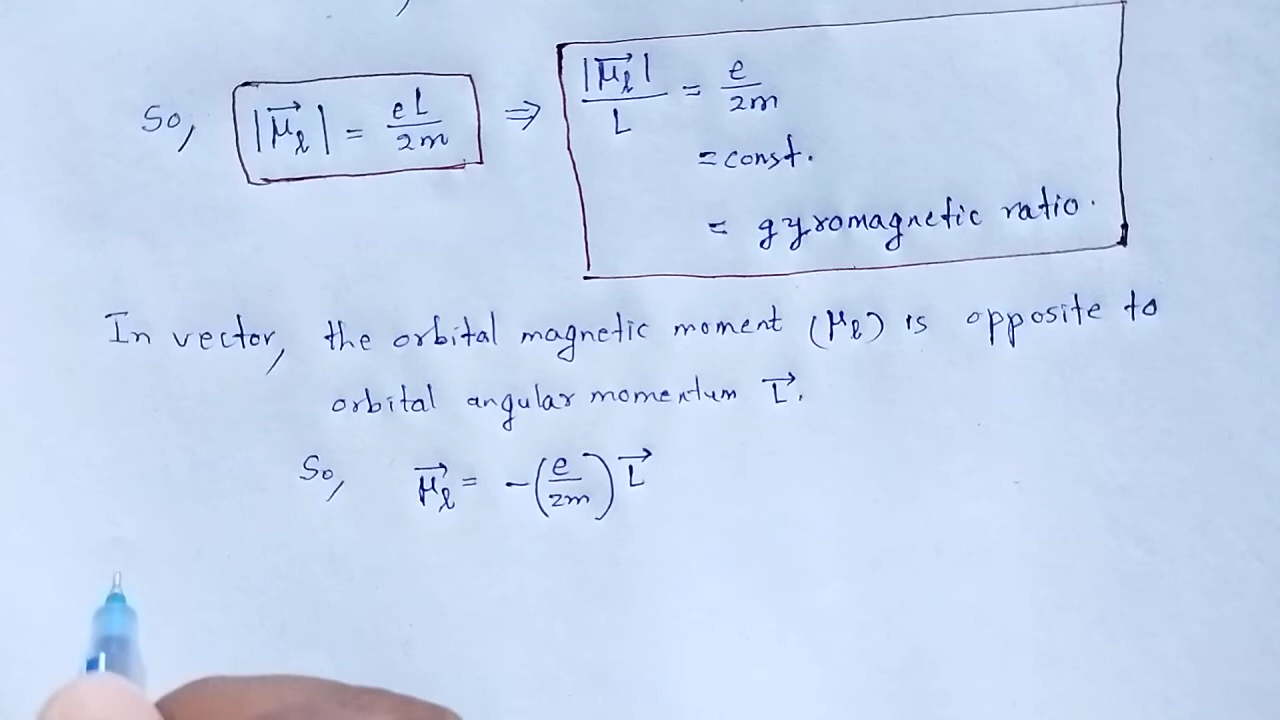 So, |μ⃗ₗ| = eL/2m ⇒ |μ⃗ₗ|/L = e/2m
= const.
= gyromagnetic ratio.
In vector, the orbital magnetic moment (μₗ) is opposite to
orbital angular momentum L⃗.
So, μ⃗ₗ = -(e/2m) L⃗